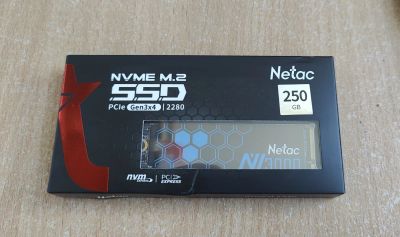 NVME M.2
SSD
PCIe Gen3x4 | 2280
Netac
250
GB
Netac
NV3000
nvm
EXPRESS
PCI
EXPRESS